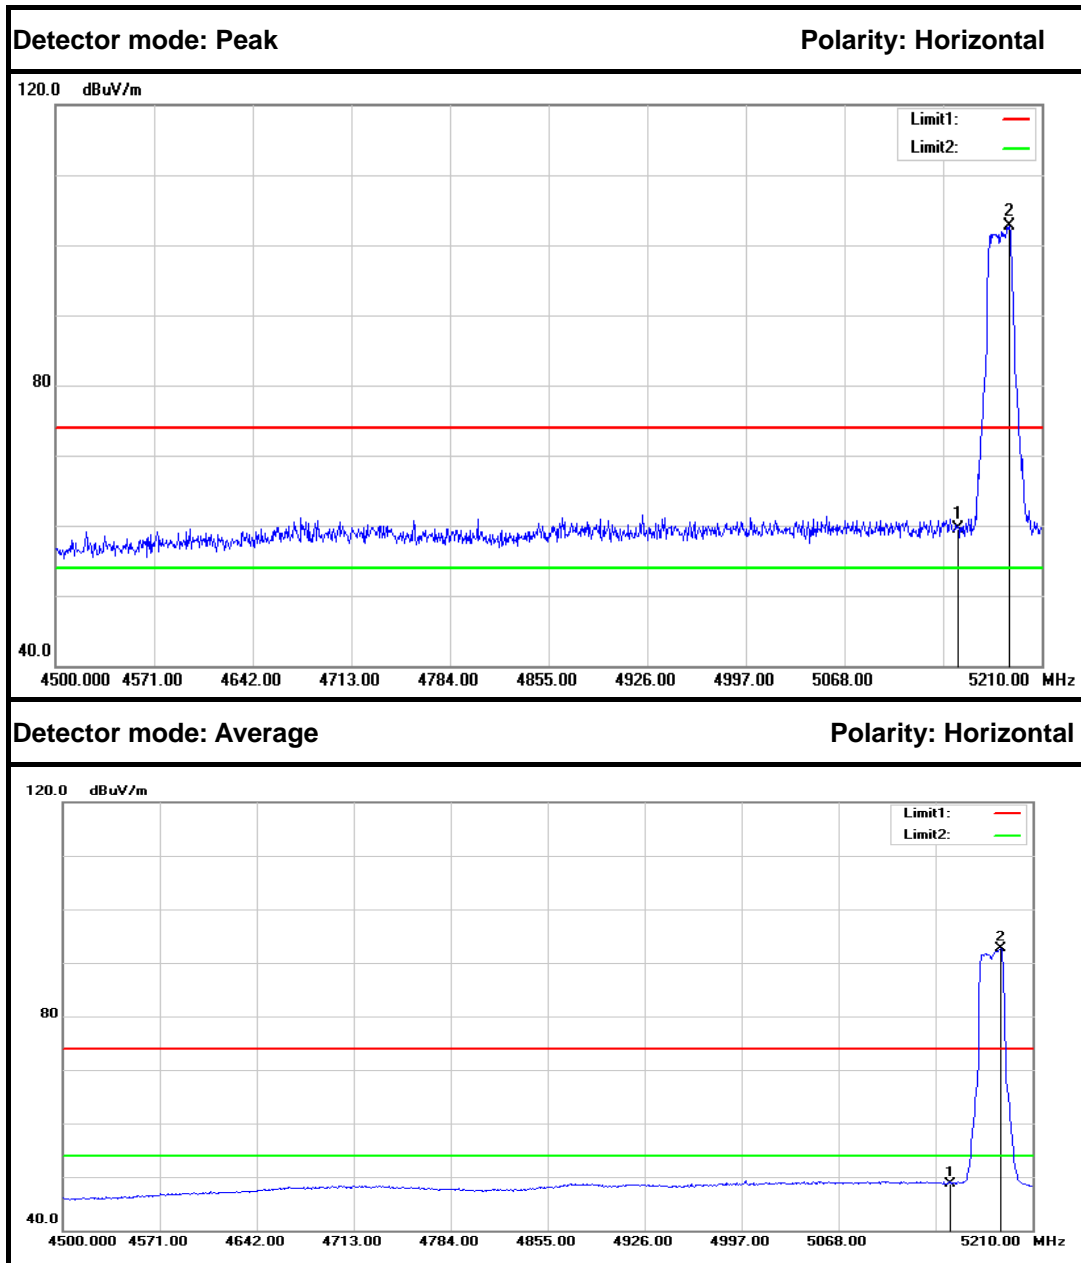 Detector mode: Peak Polarity: Horizontal
120.0 dBuV/m
Limit1:
Limit2:
2
80
1
40.0
4500.000 4571.00 4642.00 4713.00 4784.00 4855.00 4926.00 4997.00 5068.00 5210.00 MHz
Detector mode: Average Polarity: Horizontal
120.0 dBuV/m
Limit1:
Limit2:
2
80
1
40.0
4500.000 4571.00 4642.00 4713.00 4784.00 4855.00 4926.00 4997.00 5068.00 5210.00 MHz